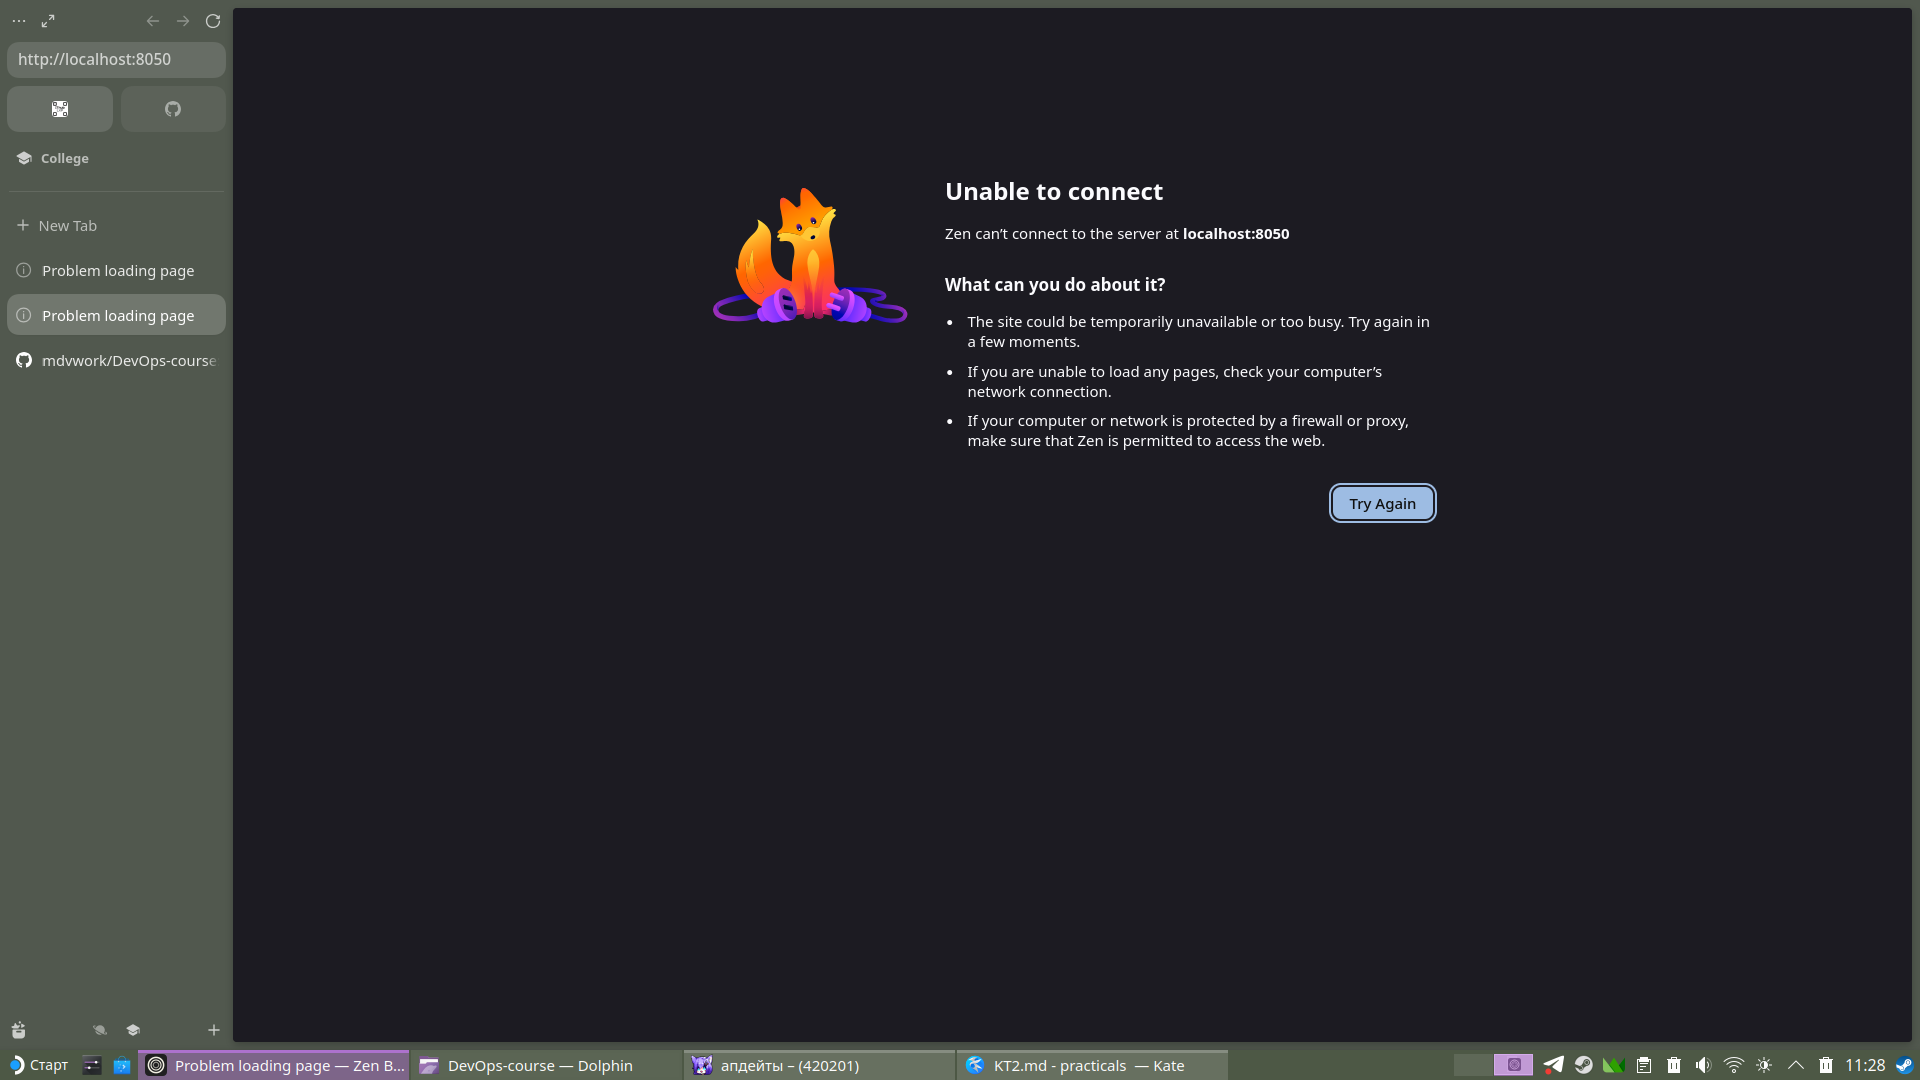 http://localhost:8050
College
New Tab
Problem loading page
Problem loading page
mdvwork/DevOps-course
Unable to connect
Zen can’t connect to the server at localhost:8050
What can you do about it?
The site could be temporarily unavailable or too busy. Try again in
a few moments.
If you are unable to load any pages, check your computer’s
network connection.
If your computer or network is protected by a firewall or proxy,
make sure that Zen is permitted to access the web.
Try Again
Старт
Problem loading page — Zen B...
DevOps-course — Dolphin
апдейты – (420201)
KT2.md - practicals — Kate
11:28